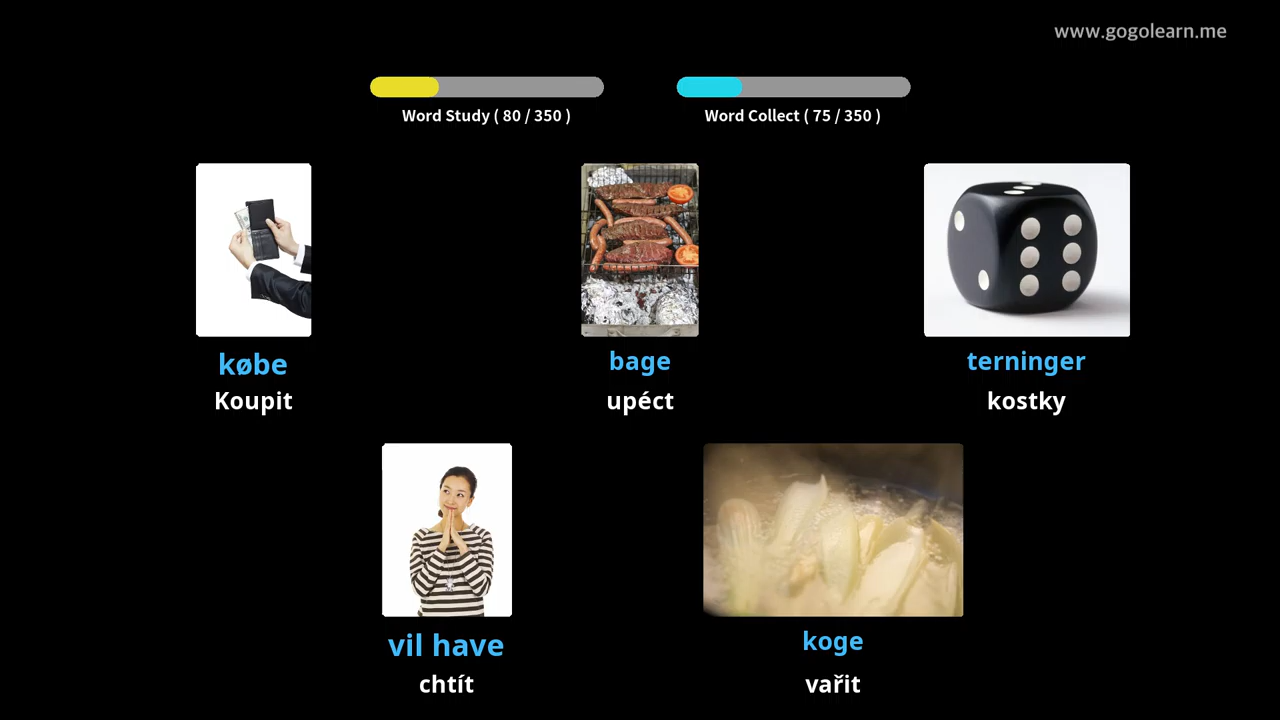 www.gogolearn.me
Word Study ( 80 / 350 )
Word Collect ( 75 / 350 )
købe
Koupit
bage
upéct
terninger
kostky
vil have
chtít
koge
vařit